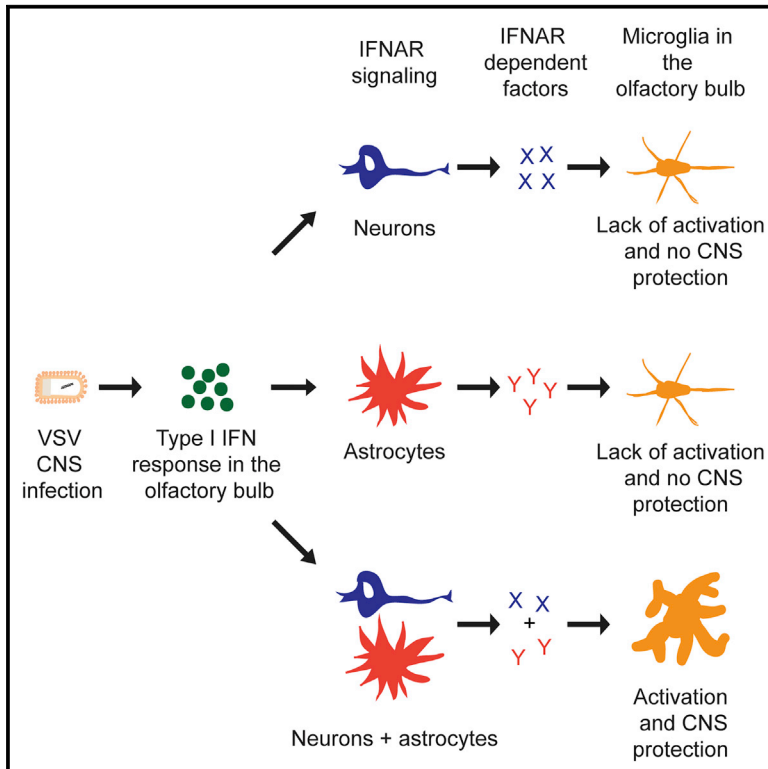 IFNAR
signaling
IFNAR
dependent
factors
Microglia in
the
olfactory bulb
X X
X X
Neurons
Lack of activation
and no CNS
protection
VSV
CNS
infection
Type I IFN
response in the
olfactory bulb
Y Y
Y Y
Astrocytes
Lack of activation
and no CNS
protection
X X
+
Y Y
Neurons + astrocytes
Activation
and CNS
protection